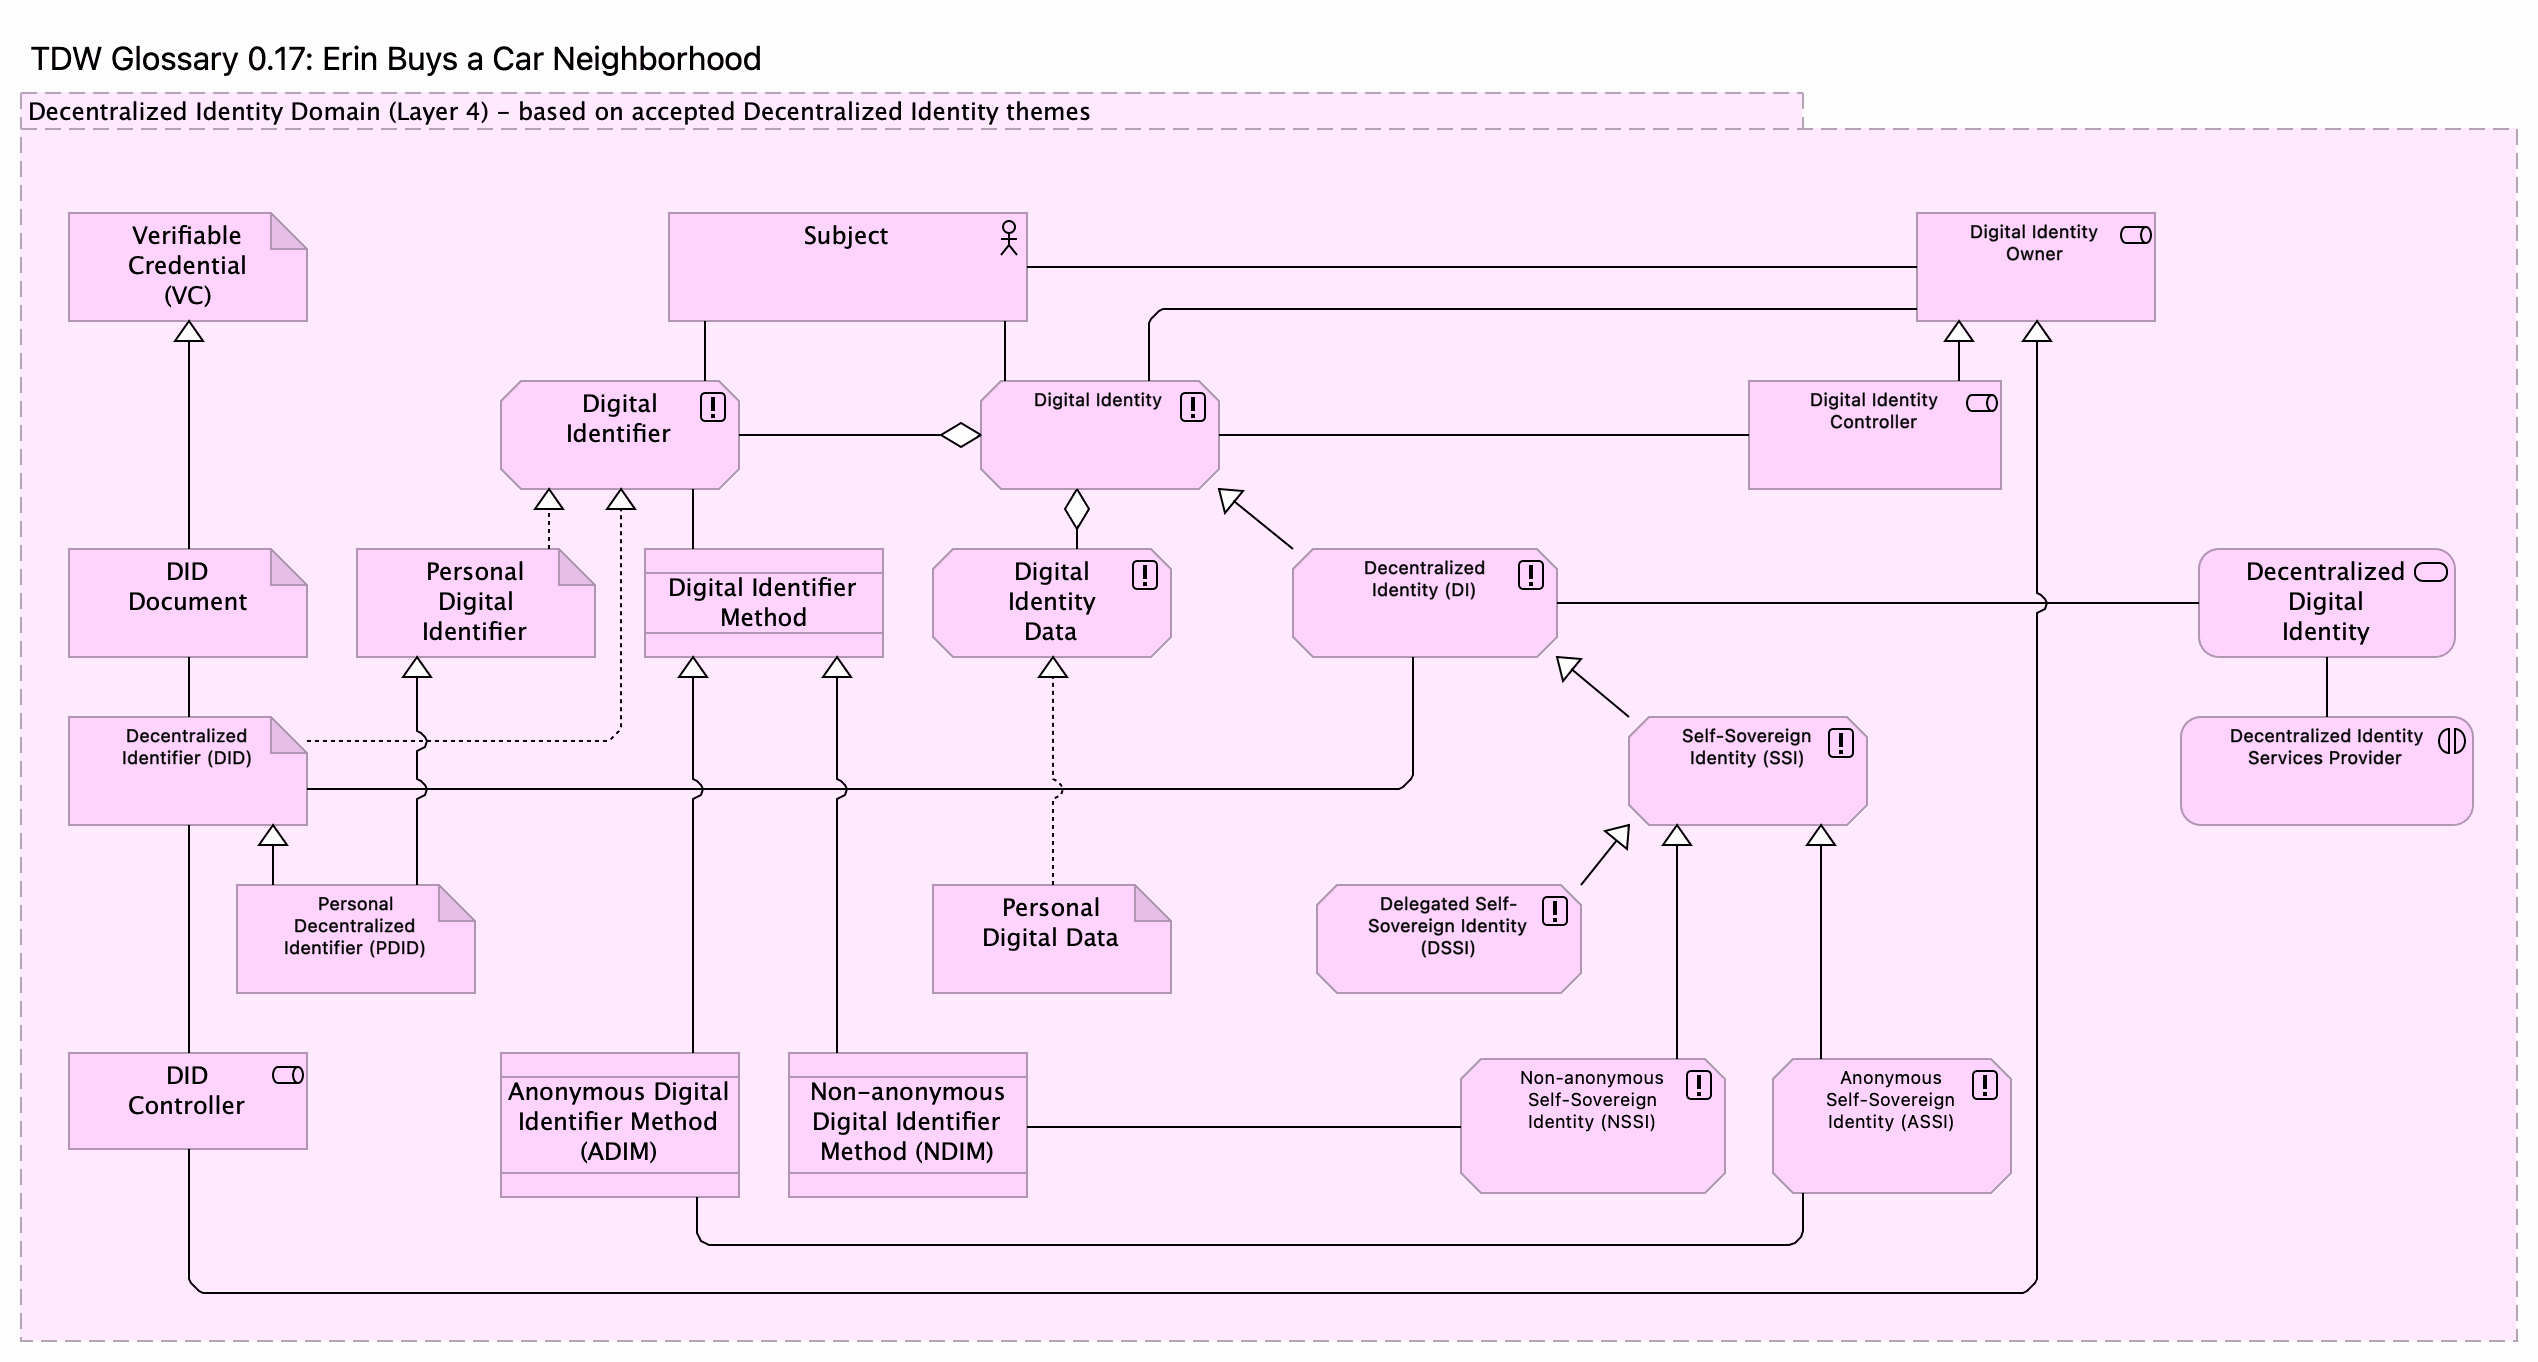 TDW Glossary 0.17: Erin Buys a Car Neighborhood
Decentralized Identity Domain (Layer 4) – based on accepted Decentralized Identity themes
Verifiable
Credential
(VC)
Subject
Digital Identity
Owner
Digital
Identifier
Digital Identity
Digital Identity
Controller
DID
Document
Personal
Digital
Identifier
Digital Identifier
Method
Digital
Identity
Data
Decentralized
Identity (DI)
Decentralized
Digital
Identity
Decentralized
Identifier (DID)
Self-Sovereign
Identity (SSI)
Decentralized Identity
Services Provider
Personal
Decentralized
Identifier (PDID)
Personal
Digital Data
Delegated Self-
Sovereign Identity
(DSSI)
DID
Controller
Anonymous Digital
Identifier Method
(ADIM)
Non-anonymous
Digital Identifier
Method (NDIM)
Non-anonymous
Self-Sovereign
Identity (NSSI)
Anonymous
Self-Sovereign
Identity (ASSI)